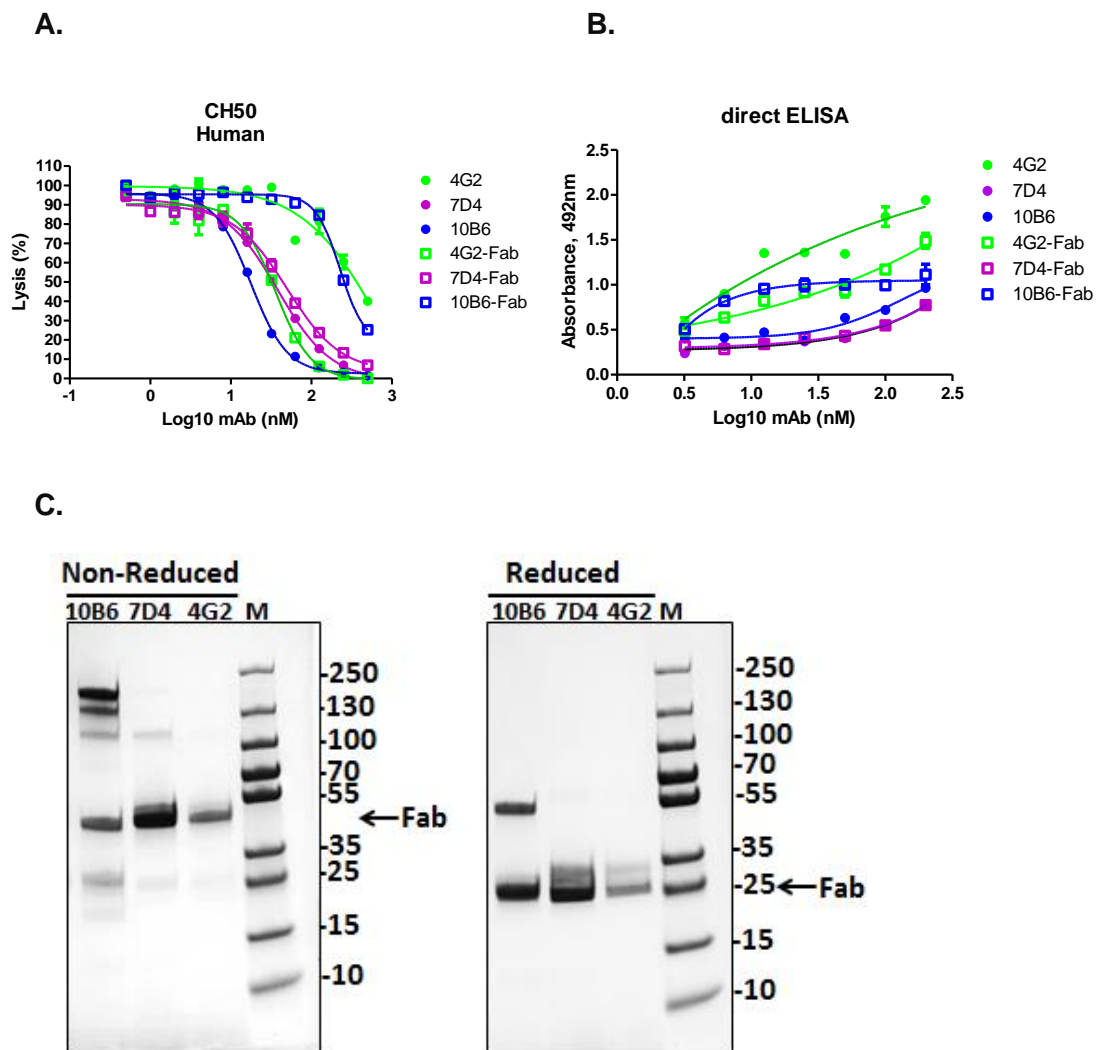 A.
CH50
Human
110
100
90
80
70
60
50
40
30
20
10
0
-1
0
1
2
3
Lysis (%)
Log10 mAb (nM)
4G2
7D4
10B6
4G2-Fab
7D4-Fab
10B6-Fab
B.
direct ELISA
2.5
2.0
1.5
1.0
0.5
0.0
0.0
0.5
1.0
1.5
2.0
2.5
Absorbance, 492nm
Log10 mAb (nM)
4G2
7D4
10B6
4G2-Fab
7D4-Fab
10B6-Fab
C.
Non-Reduced
10B6 7D4 4G2 M
-250
-130
-100
-70
-55
←Fab
-35
-25
-15
-10
Reduced
10B6 7D4 4G2 M
-250
-130
-100
-70
-55
-35
-25←Fab
-15
-10